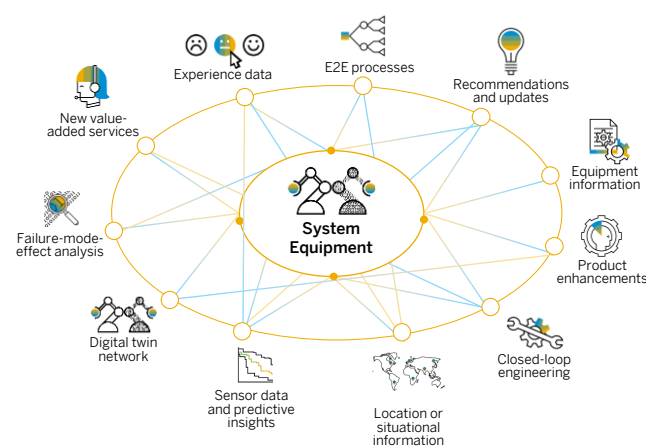 Experience data
E2E processes
Recommendations
and updates
New value-
added services
Equipment
information
System
Equipment
Failure-mode-
effect analysis
Product
enhancements
Digital twin
network
Closed-loop
engineering
Sensor data
and predictive
insights
Location or
situational
information